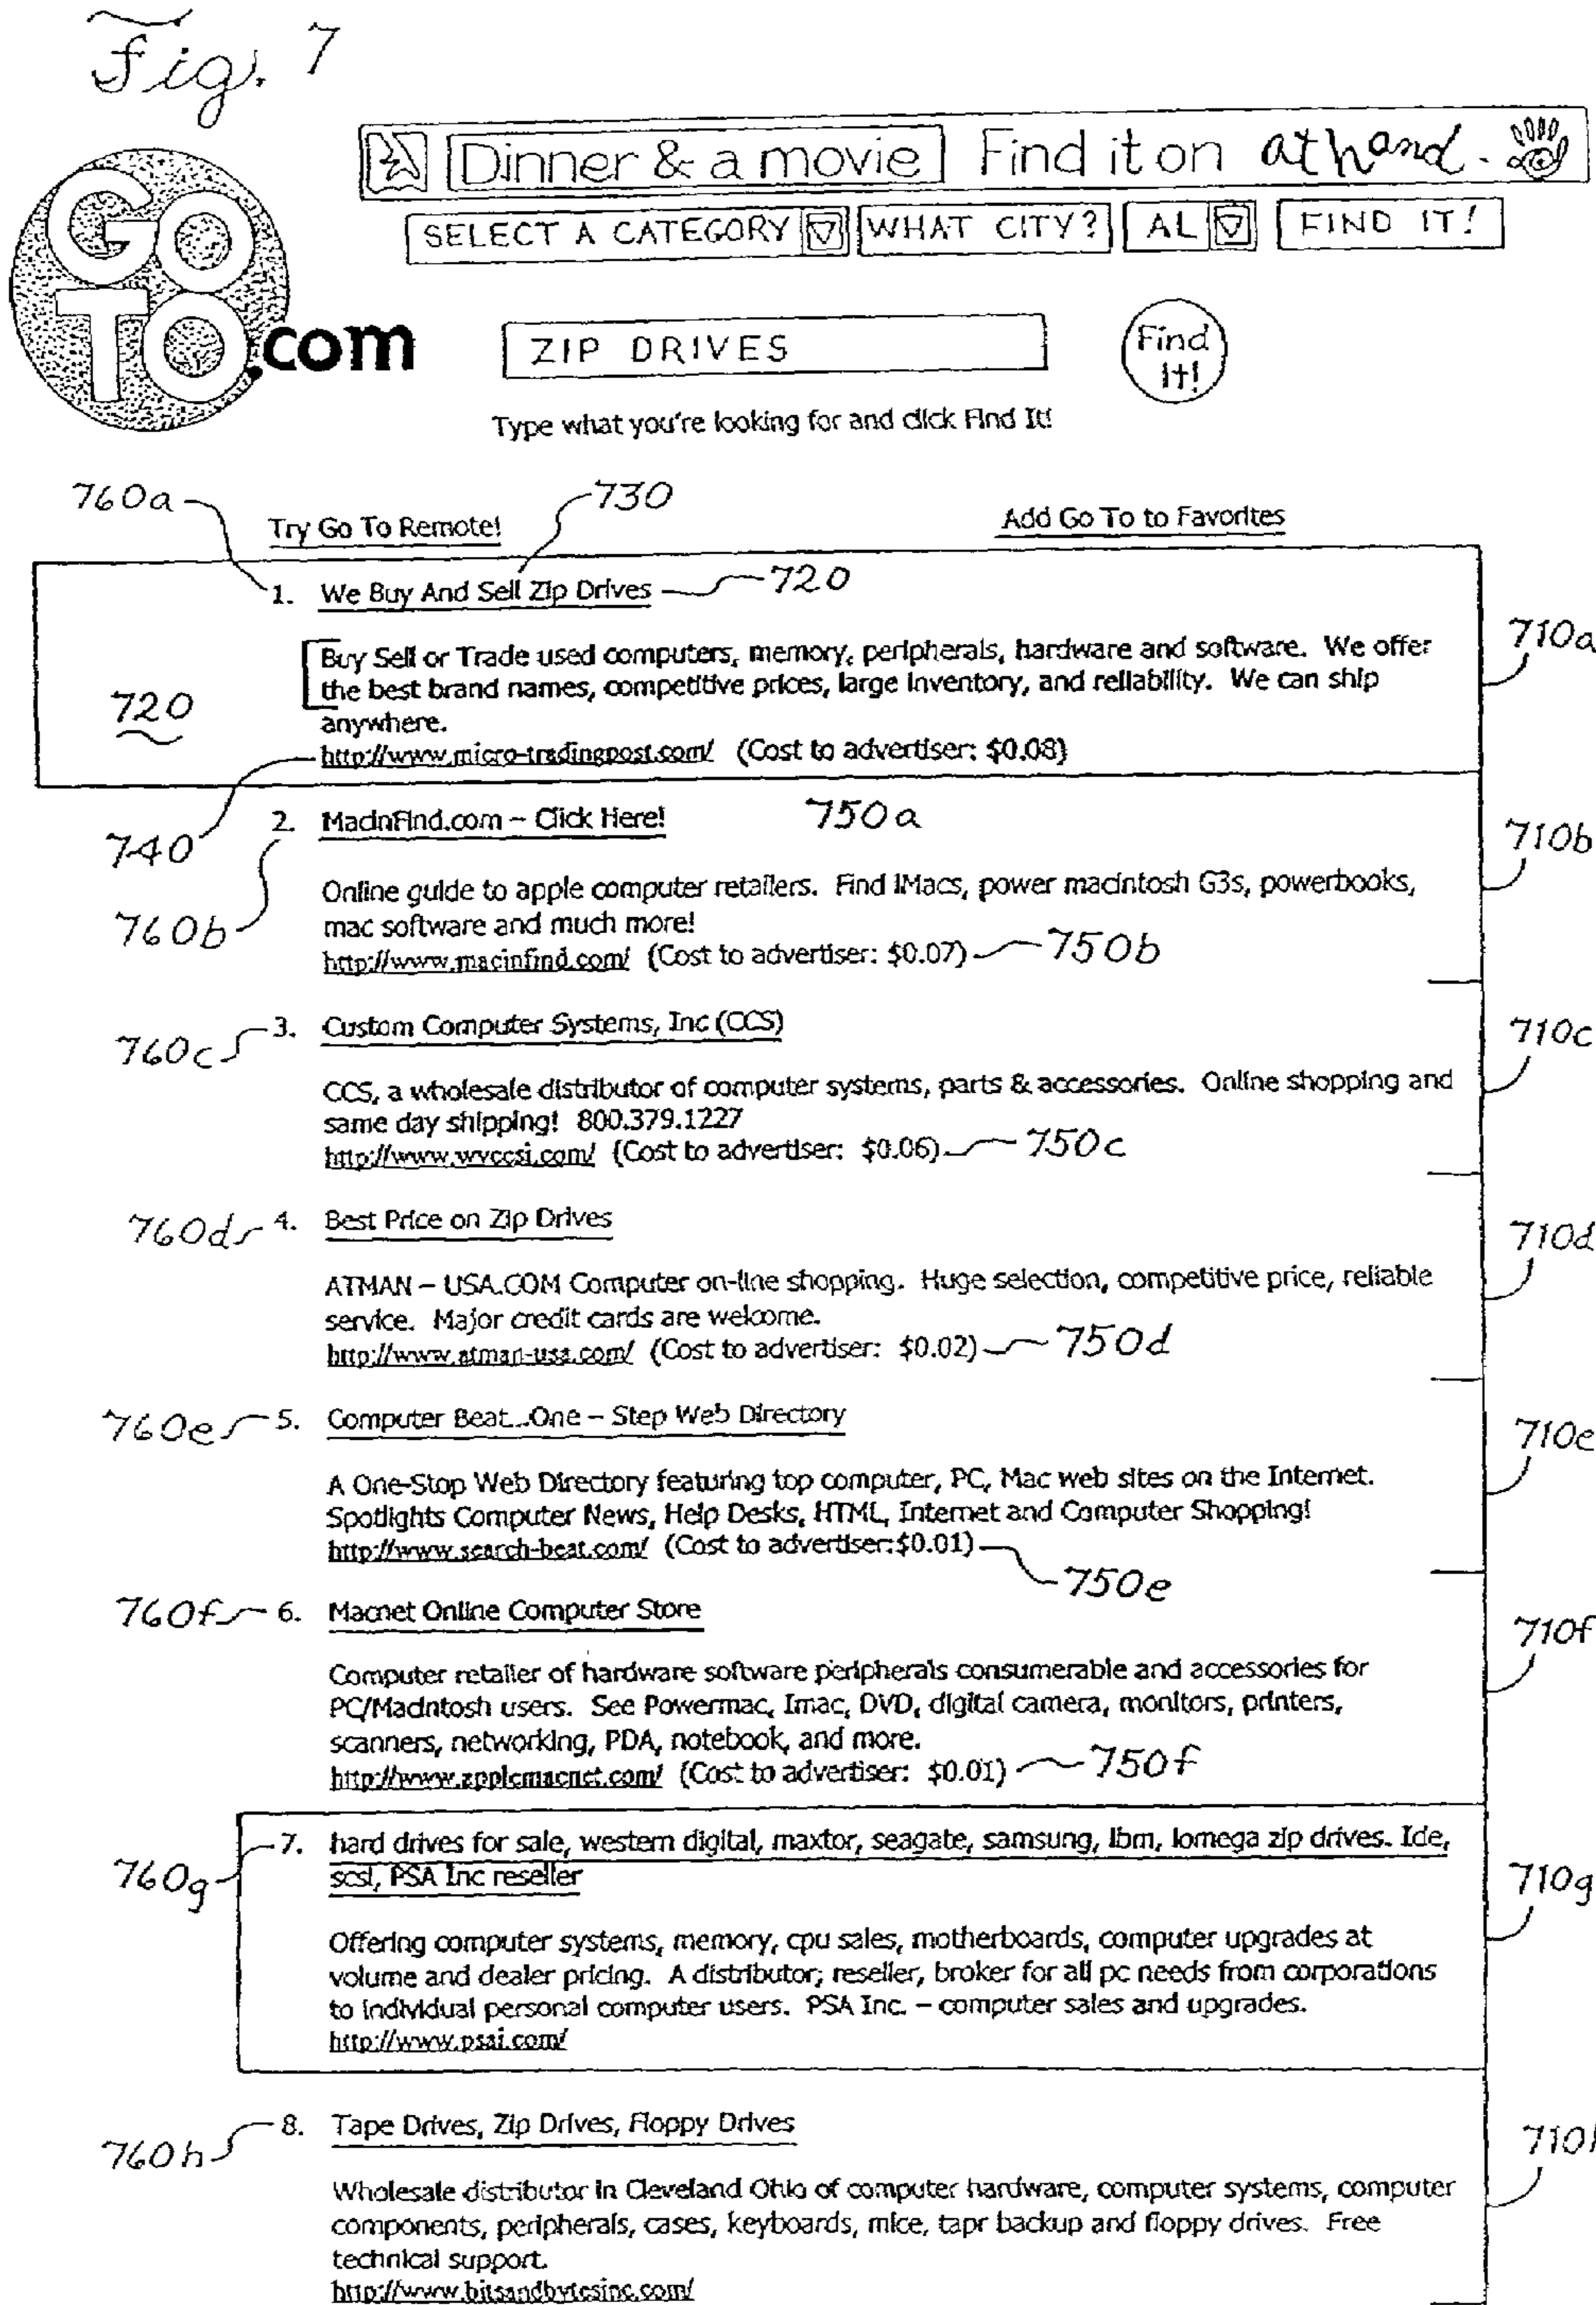 Fig. 7
Dinner & a movie Find it on at hand.
SELECT A CATEGORY WHAT CITY? AL FIND IT!
GO
TO.com
ZIP DRIVES
Find
It!
Type what you're looking for and click Find It!
760a 730
Try Go To Remote! Add Go To to Favorites
1. We Buy And Sell Zip Drives 720
710a
Buy Sell or Trade used computers, memory, peripherals, hardware and software. We offer
the best brand names, competitive prices, large inventory, and reliability. We can ship
720
anywhere.
http://www.micro-tradingpost.com/ (Cost to advertiser: $0.08)
2. MacinFind.com – Click Here! 750a
740 710b
Online guide to apple computer retailers. Find iMacs, power macintosh G3s, powerbooks,
760b mac software and much more!
http://www.macinfind.com/ (Cost to advertiser: $0.07) 750b
760c 3. Custom Computer Systems, Inc (CCS) 710c
CCS, a wholesale distributor of computer systems, parts & accessories. Online shopping and
same day shipping! 800.379.1227
http://www.wvccsi.com/ (Cost to advertiser: $0.06) 750c
760d 4. Best Price on Zip Drives 710d
ATMAN – USA.COM Computer on-line shopping. Huge selection, competitive price, reliable
service. Major credit cards are welcome.
http://www.atman-usa.com/ (Cost to advertiser: $0.02) 750d
760e 5. Computer Beat...One – Step Web Directory 710e
A One-Stop Web Directory featuring top computer, PC, Mac web sites on the Internet.
Spotlights Computer News, Help Desks, HTML, Internet and Computer Shopping!
http://www.search-beat.com/ (Cost to advertiser:$0.01)
750e
760f 6. Macnet Online Computer Store 710f
Computer retailer of hardware software peripherals consumerable and accessories for
PC/Macintosh users. See Powermac, Imac, DVD, digital camera, monitors, printers,
scanners, networking, PDA, notebook, and more.
http://www.applemacnet.com/ (Cost to advertiser: $0.01) 750f
7. hard drives for sale, western digital, maxtor, seagate, samsung, ibm, iomega zip drives. Ide,
760g scsi, PSA Inc reseller 710g
Offering computer systems, memory, cpu sales, motherboards, computer upgrades at
volume and dealer pricing. A distributor, reseller, broker for all pc needs from corporations
to individual personal computer users. PSA Inc. – computer sales and upgrades.
http://www.psai.com/
760h 8. Tape Drives, Zip Drives, Floppy Drives 710h
Wholesale distributor in Cleveland Ohio of computer hardware, computer systems, computer
components, peripherals, cases, keyboards, mice, tapr backup and floppy drives. Free
technical support.
http://www.bitsandbytesinc.com/